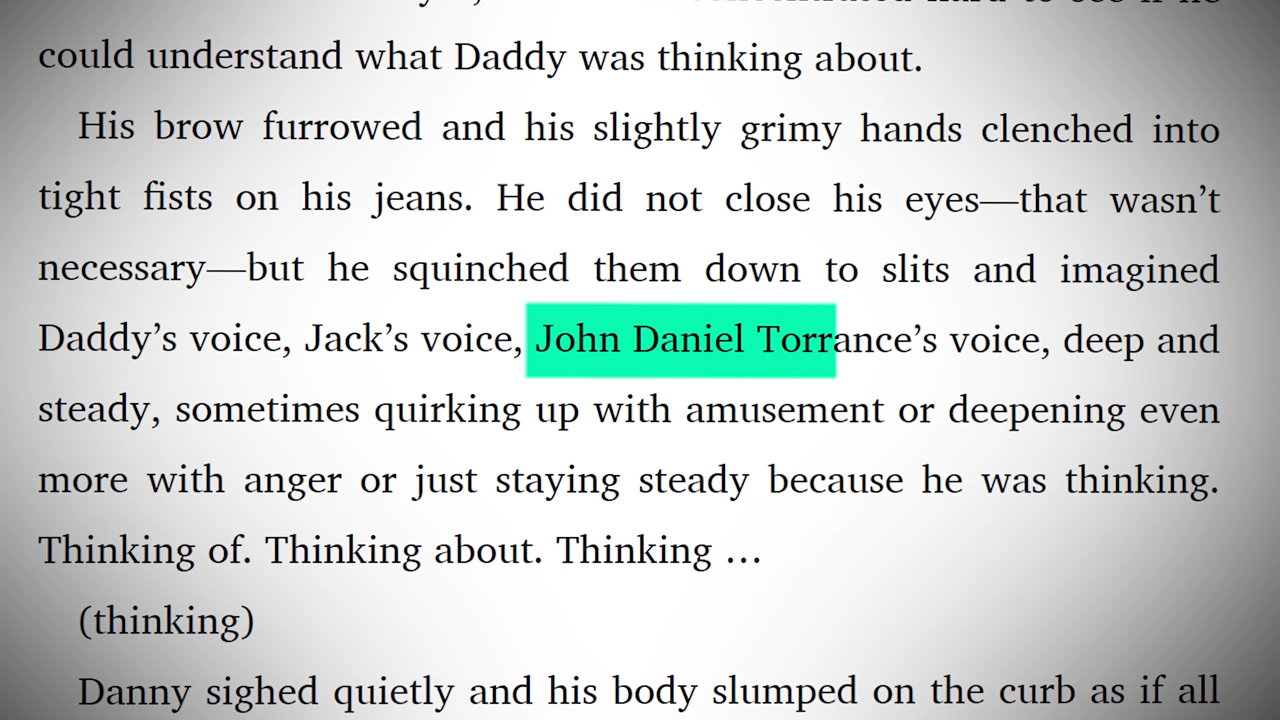 could understand what Daddy was thinking about.
His brow furrowed and his slightly grimy hands clenched into
tight fists on his jeans. He did not close his eyes—that wasn’t
necessary—but he squinched them down to slits and imagined
Daddy’s voice, Jack’s voice, John Daniel Torrance’s voice, deep and
steady, sometimes quirking up with amusement or deepening even
more with anger or just staying steady because he was thinking.
Thinking of. Thinking about. Thinking …
(thinking)
Danny sighed quietly and his body slumped on the curb as if all